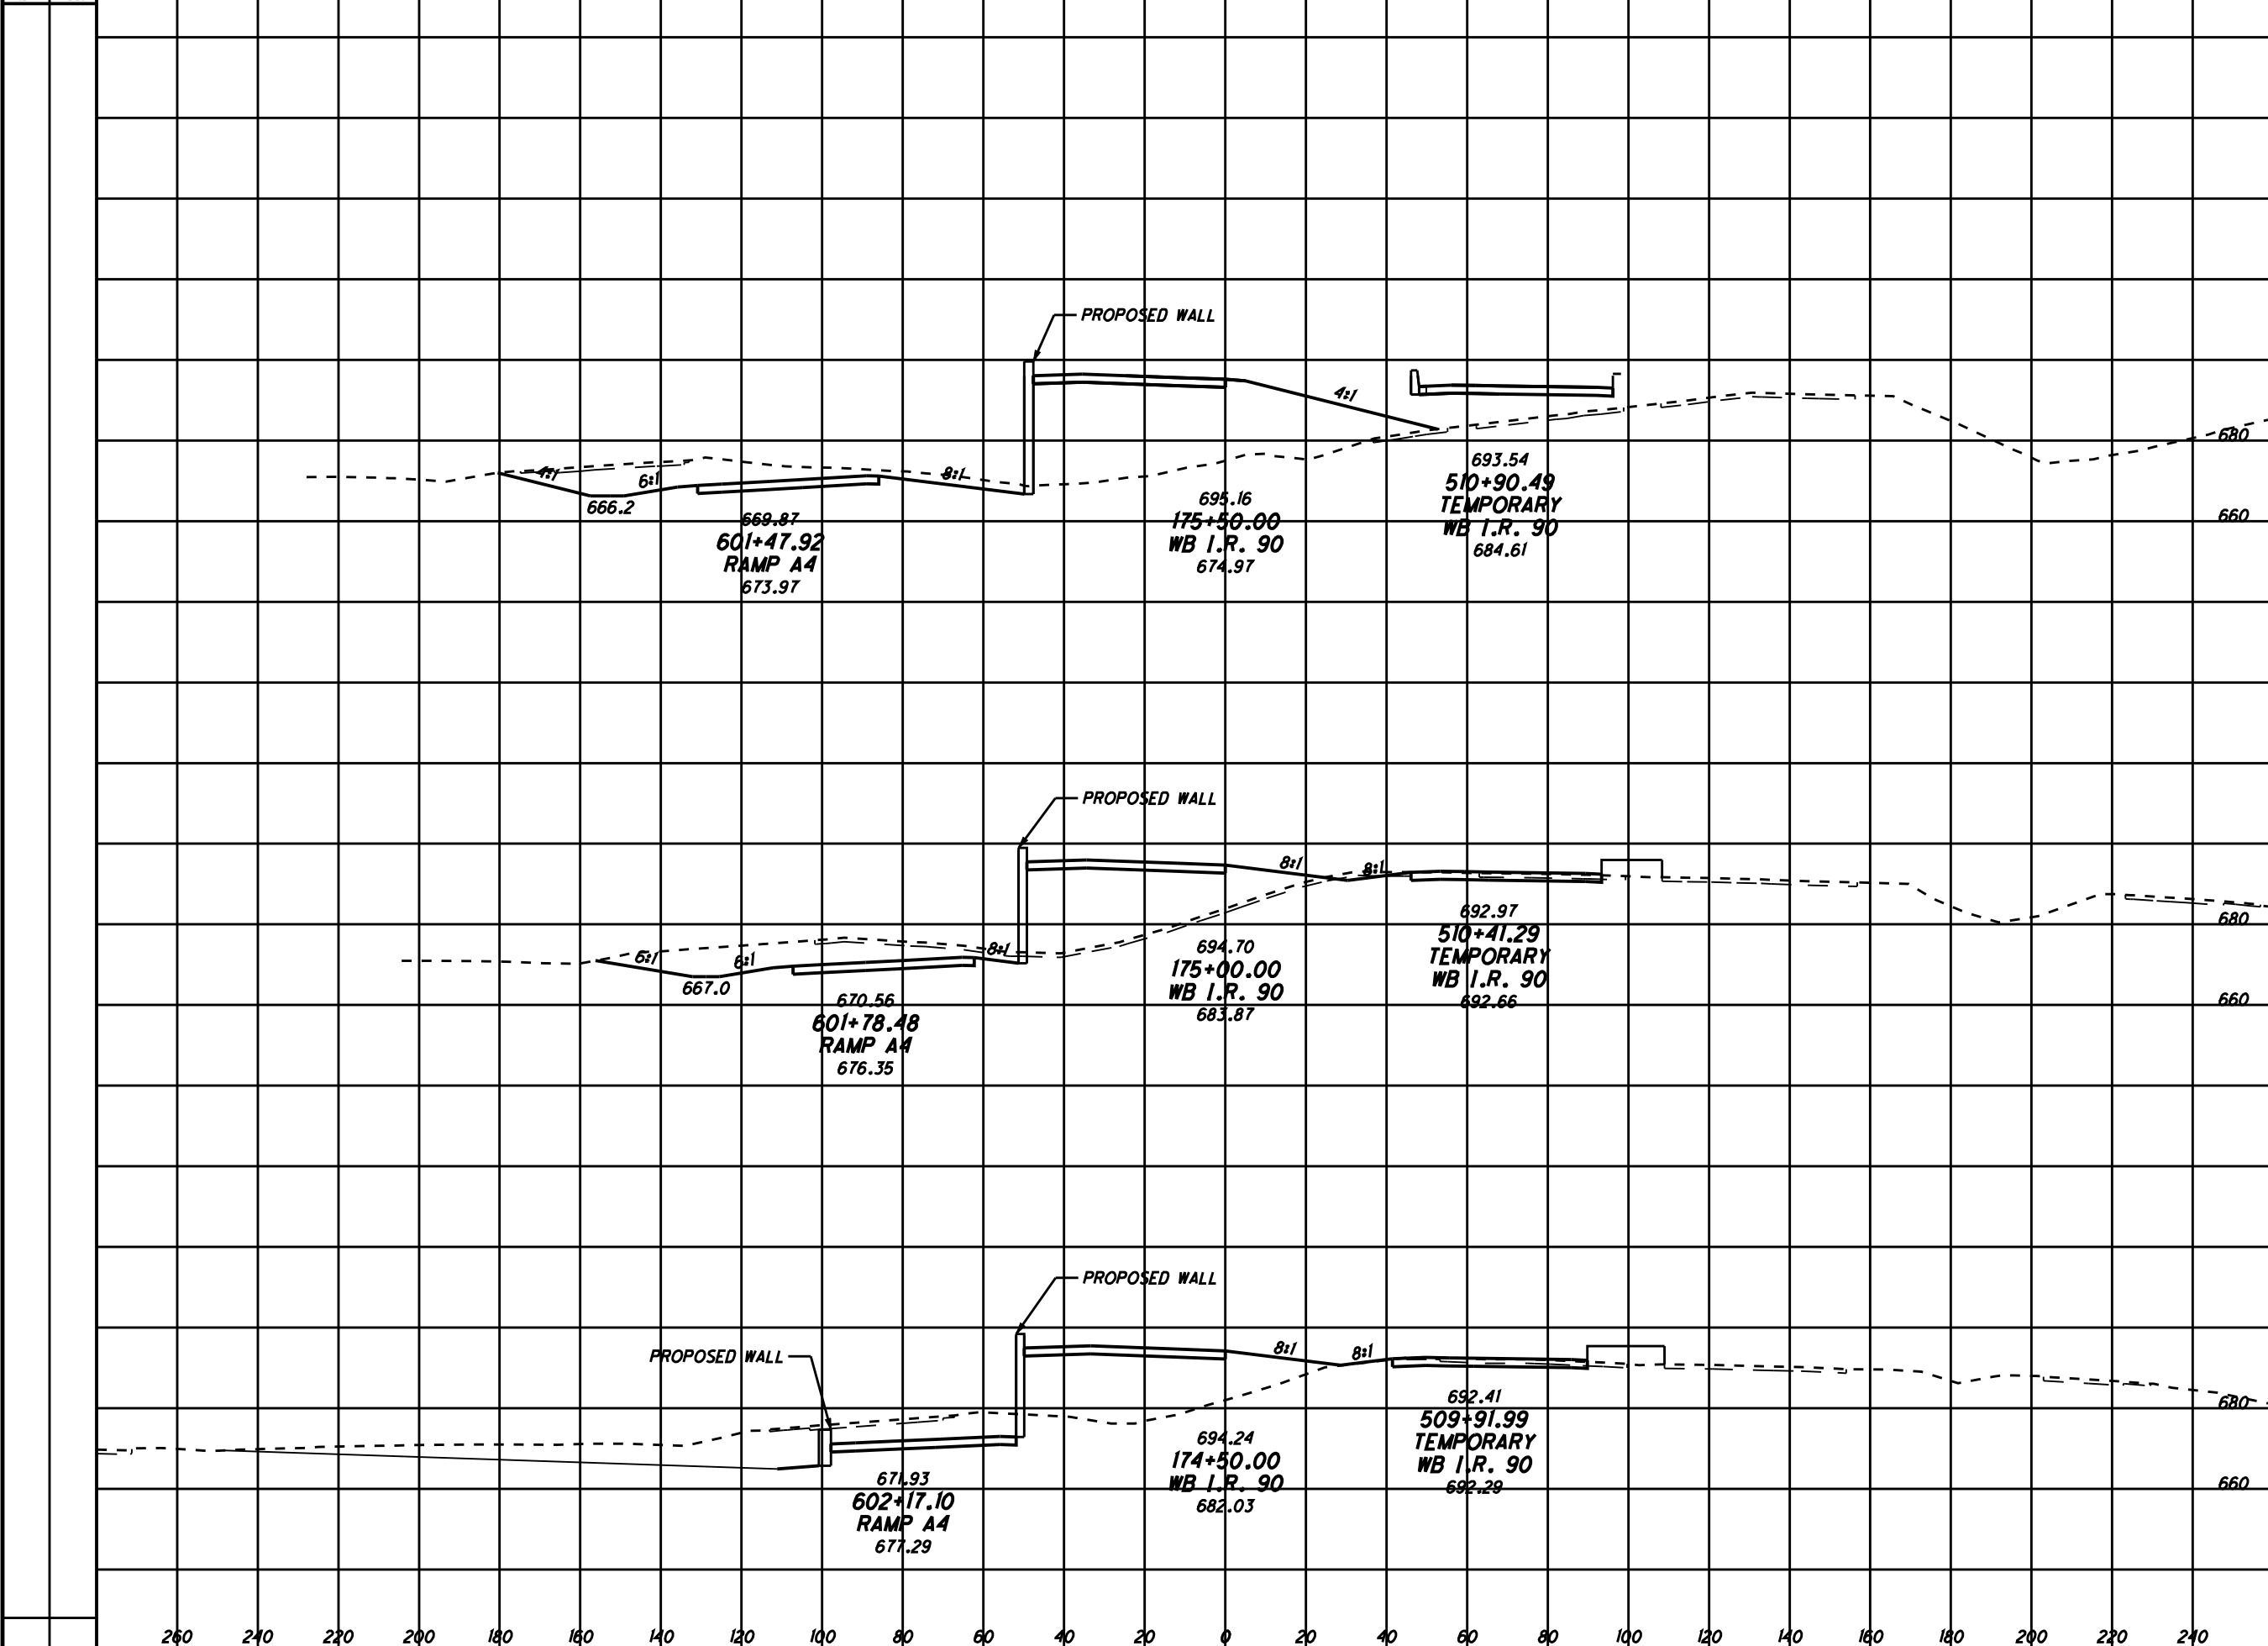 PROPOSED WALL
4:1
680
4:1
6:1
8:1
666.2
693.54
510+90.49
TEMPORARY
WB I.R. 90
684.61
695.16
175+50.00
WB I.R. 90
674.97
669.87
601+47.92
RAMP A4
673.97
660
PROPOSED WALL
8:1
8:1
680
6:1
6:1
8:1
667.0
692.97
510+41.29
TEMPORARY
WB I.R. 90
692.66
694.70
175+00.00
WB I.R. 90
683.87
670.56
601+78.48
RAMP A4
676.35
660
PROPOSED WALL
PROPOSED WALL
8:1
8:1
680
692.41
509+91.99
TEMPORARY
WB I.R. 90
692.29
694.24
174+50.00
WB I.R. 90
682.03
671.93
602+17.10
RAMP A4
677.29
660
260 240 220 200 180 160 140 120 100 80 60 40 20 0 20 40 60 80 100 120 140 160 180 200 220 240